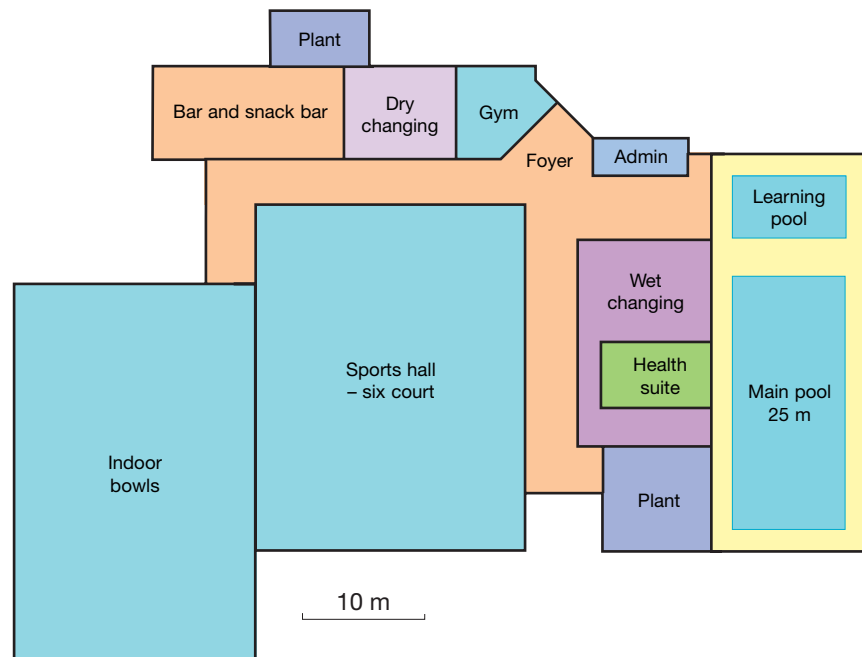 Plant
Bar and snack bar
Dry
changing
Gym
Foyer
Admin
Learning
pool
Wet
changing
Health
suite
Sports hall
– six court
Main pool
25 m
Indoor
bowls
Plant
10 m